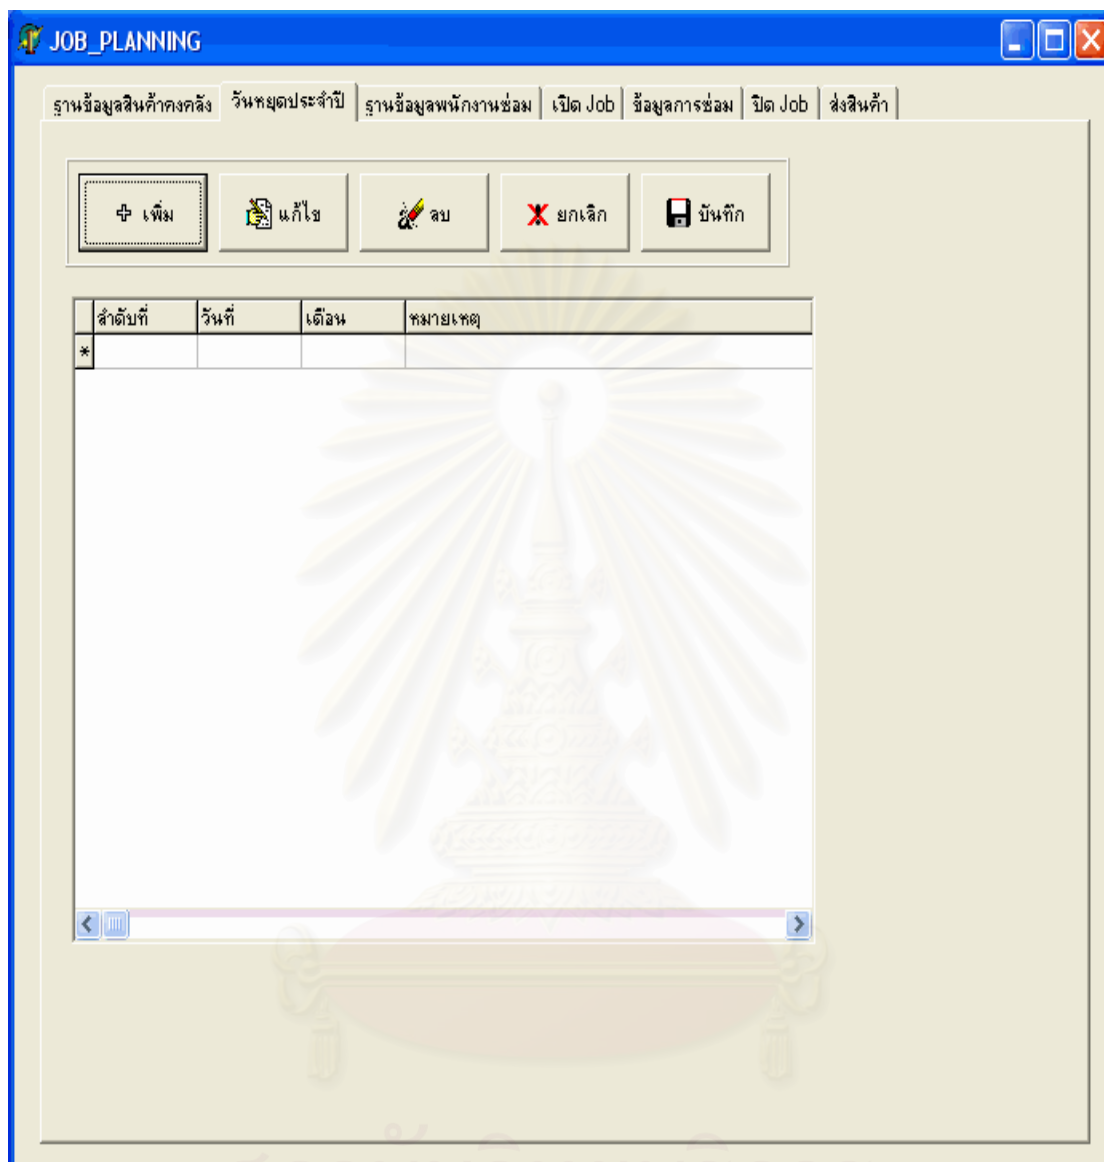 JOB_PLANNING
ฐานข้อมูลสินค้าคงคลัง วันหยุดประจำปี ฐานข้อมูลพนักงานซ่อม เปิด Job ข้อมูลการซ่อม ปิด Job ส่งสินค้า
เพิ่ม แก้ไข ลบ ยกเลิก บันทึก
ลำดับที่ วันที่ เดือน หมายเหตุ
*